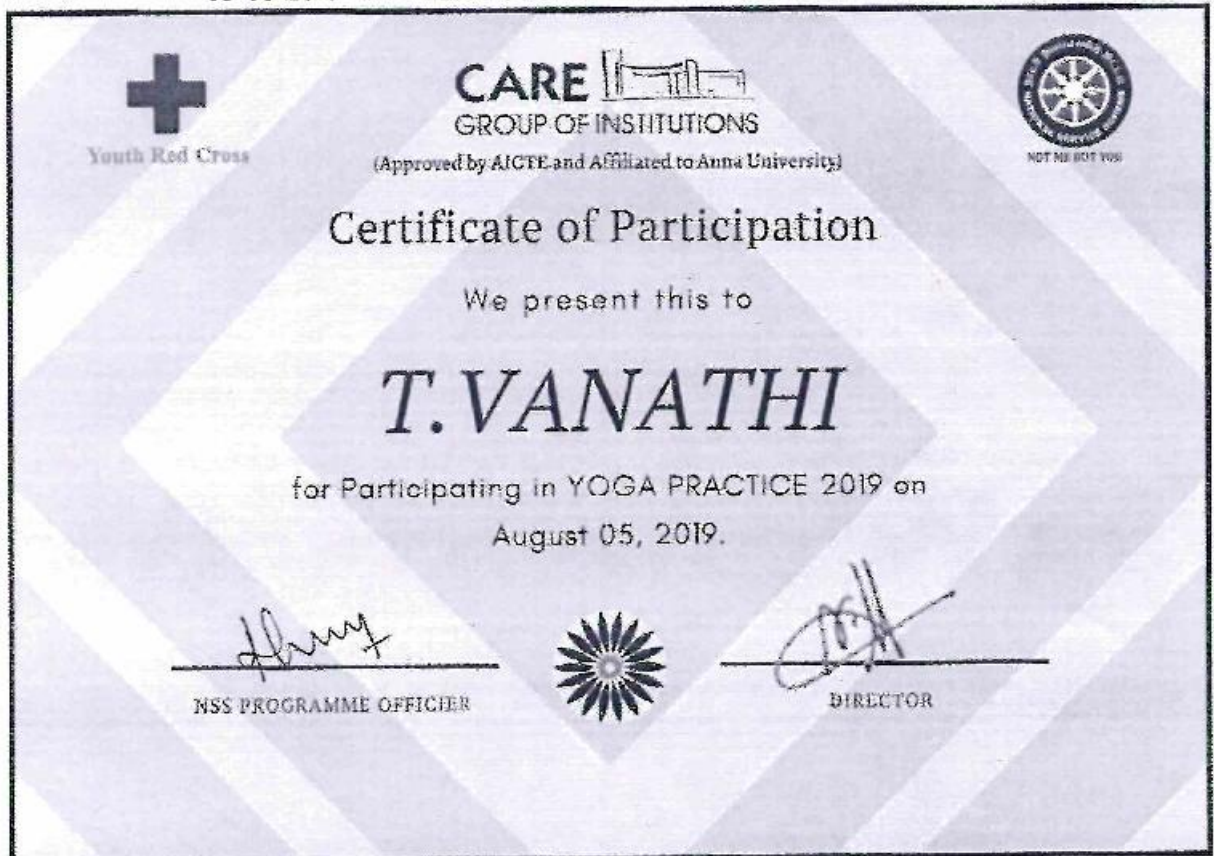 Youth Red Cross
CARE
GROUP OF INSTITUTIONS
(Approved by AICTE and Affiliated to Anna University)
NOT ME BUT YOU
Certificate of Participation
We present this to
T.VANATHI
for Participating in YOGA PRACTICE 2019 on
August 05, 2019.
NSS PROGRAMME OFFICIER
DIRECTOR